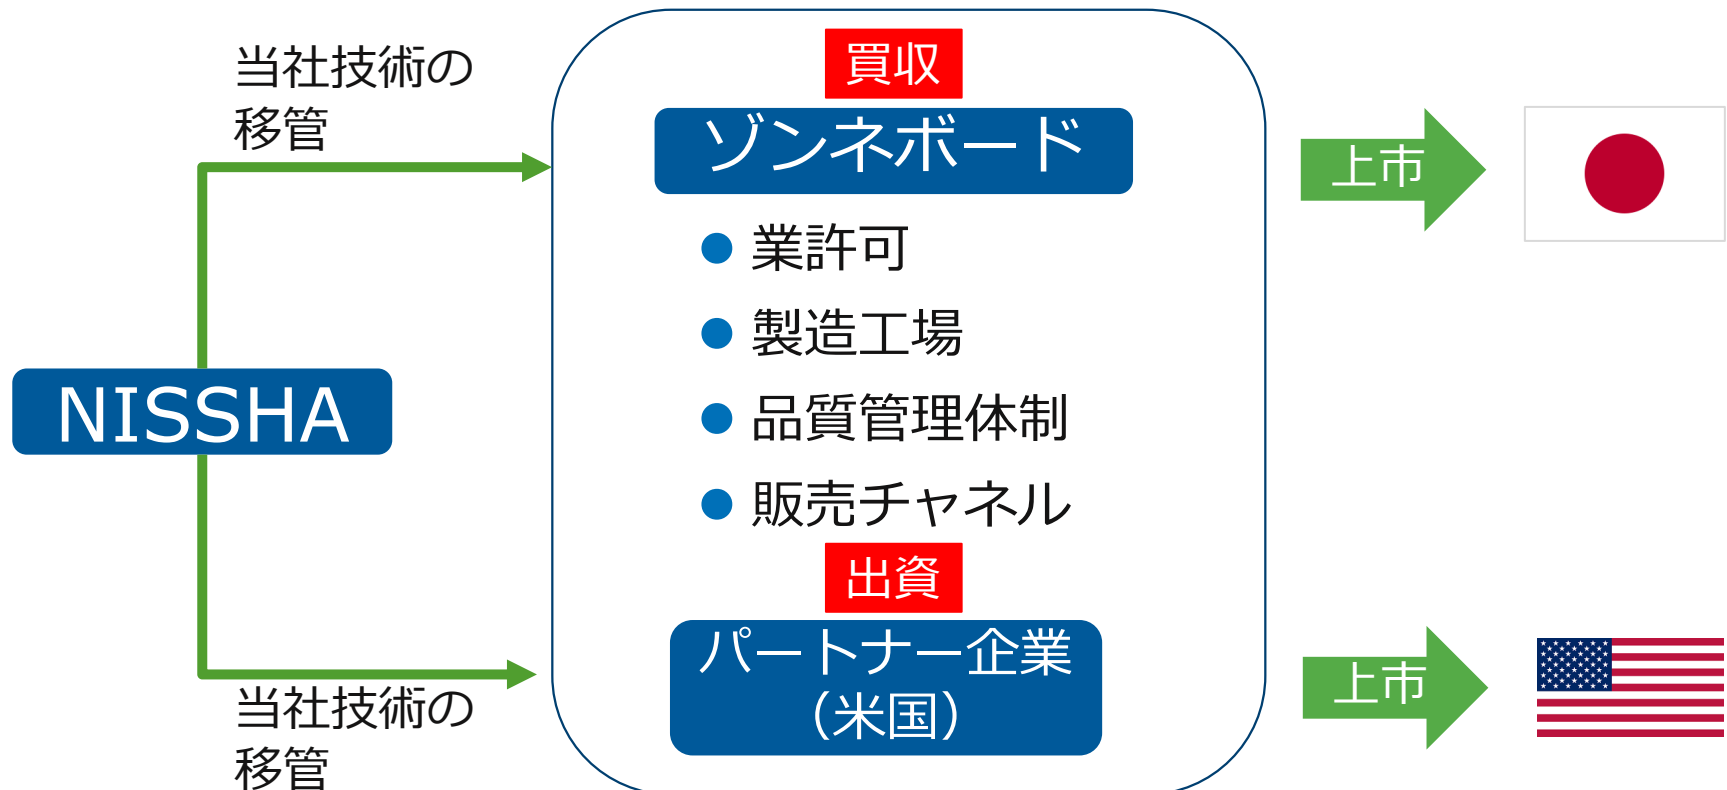 当社技術の
移管
買収
ゾンネボード
上市
業許可
製造工場
NISSHA
品質管理体制
販売チャネル
出資
パートナー企業
（米国）
上市
当社技術の
移管